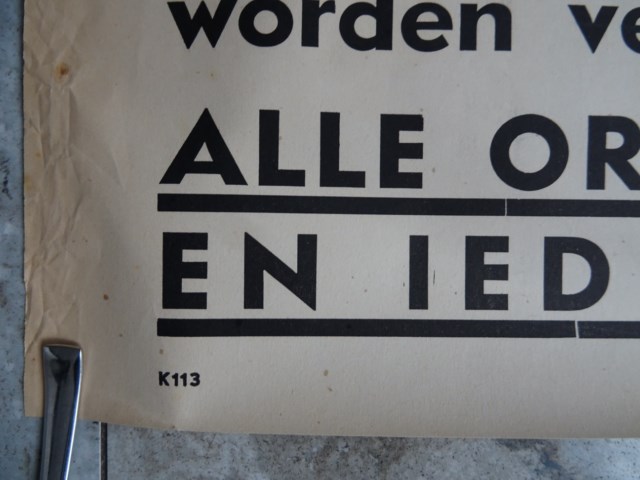 worden ve
ALLE OR
EN IED
K113